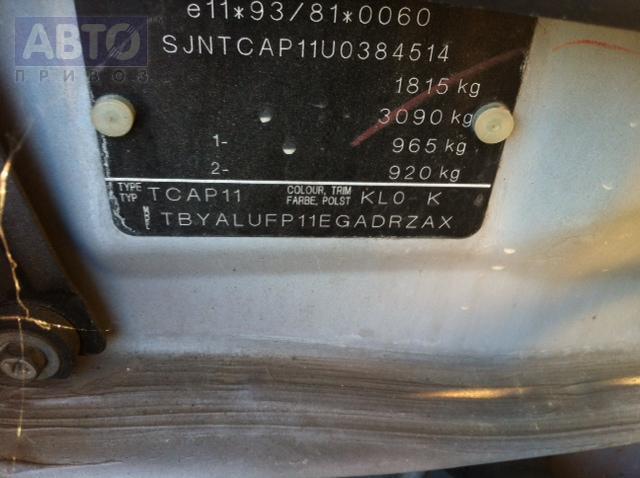 e11*93/81*0060
АВТО
ПРИВОЗ
SJNTCAP11U0384514
1815 kg
3090 kg
1- 965 kg
2- 920 kg
TYPE TCAP11 COLOUR, TRIM KL0 K
TYP FARBE, POLST
MODEL TBYALUFP11EGADRZAX